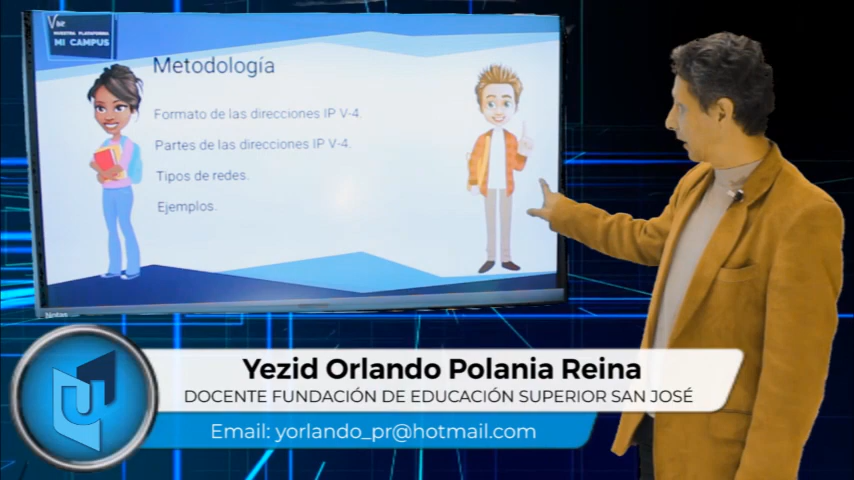 NUESTRA PLATAFORMA
MI CAMPUS
Metodología
Formato de las direcciones IP V-4.
Partes de las direcciones IP V-4.
Tipos de redes.
Ejemplos.
Notas
Yezid Orlando Polania Reina
DOCENTE FUNDACIÓN DE EDUCACIÓN SUPERIOR SAN JOSÉ
Email: yorlando_pr@hotmail.com